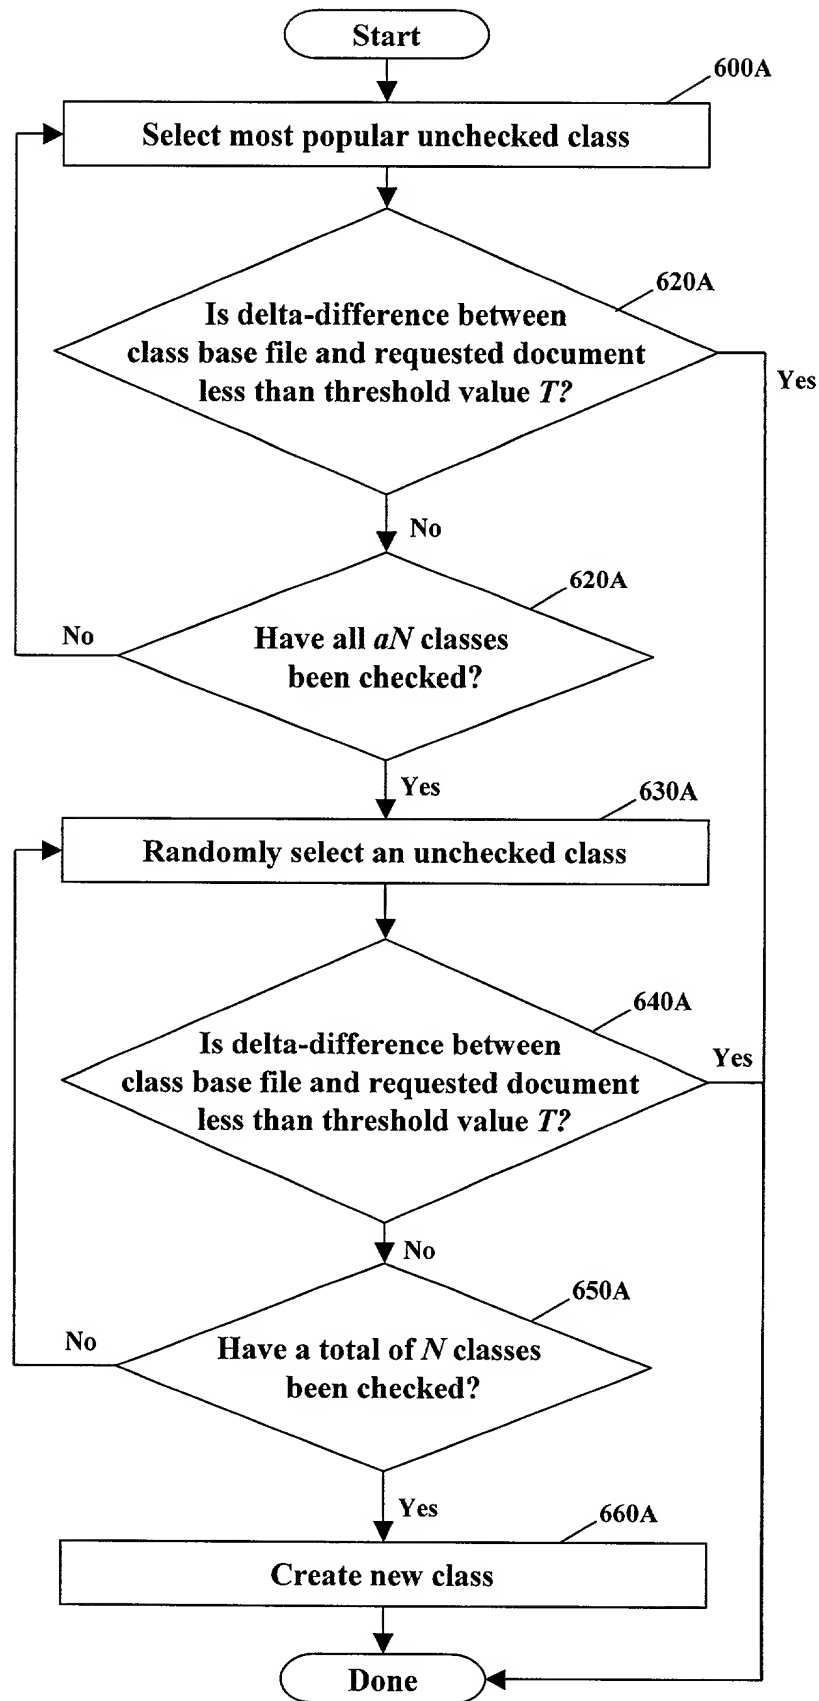 Start
600A
Select most popular unchecked class
620A
Is delta-difference between
class base file and requested document
less than threshold value T?
Yes
No
620A
Have all aN classes
been checked?
No
Yes
630A
Randomly select an unchecked class
640A
Is delta-difference between
class base file and requested document
less than threshold value T?
Yes
No
650A
Have a total of N classes
been checked?
No
Yes
660A
Create new class
Done